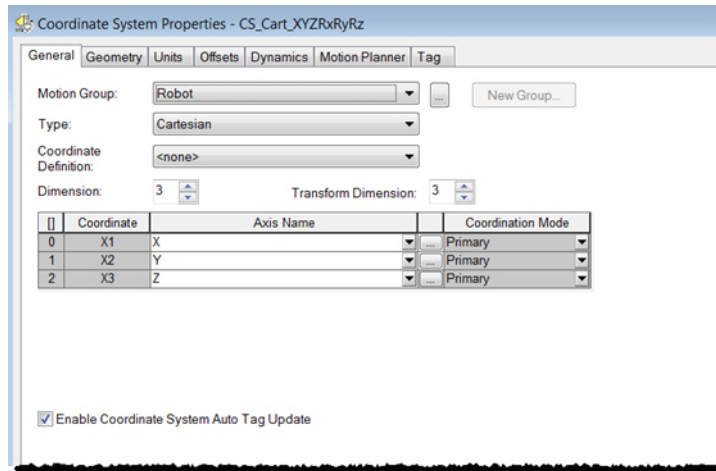 Coordinate System Properties - CS_Cart_XYZRxRyRz
General Geometry Units Offsets Dynamics Motion Planner Tag
Motion Group: Robot ... New Group...
Type: Cartesian
Coordinate Definition: <none>
Dimension: 3 Transform Dimension: 3
[] Coordinate Axis Name Coordination Mode
0 X1 X ... Primary
1 X2 Y ... Primary
2 X3 Z ... Primary
Enable Coordinate System Auto Tag Update